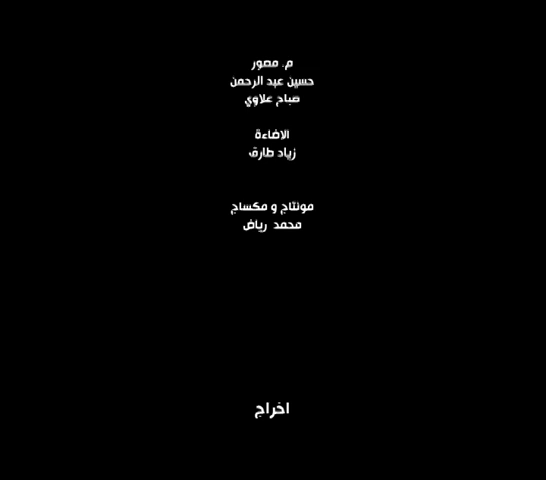 م. مصور
حسين عبد الرحمن
صباح علاوي
الاضاءة
زياد طارق
مونتاج و مكساج
محمد رياض
اخراج